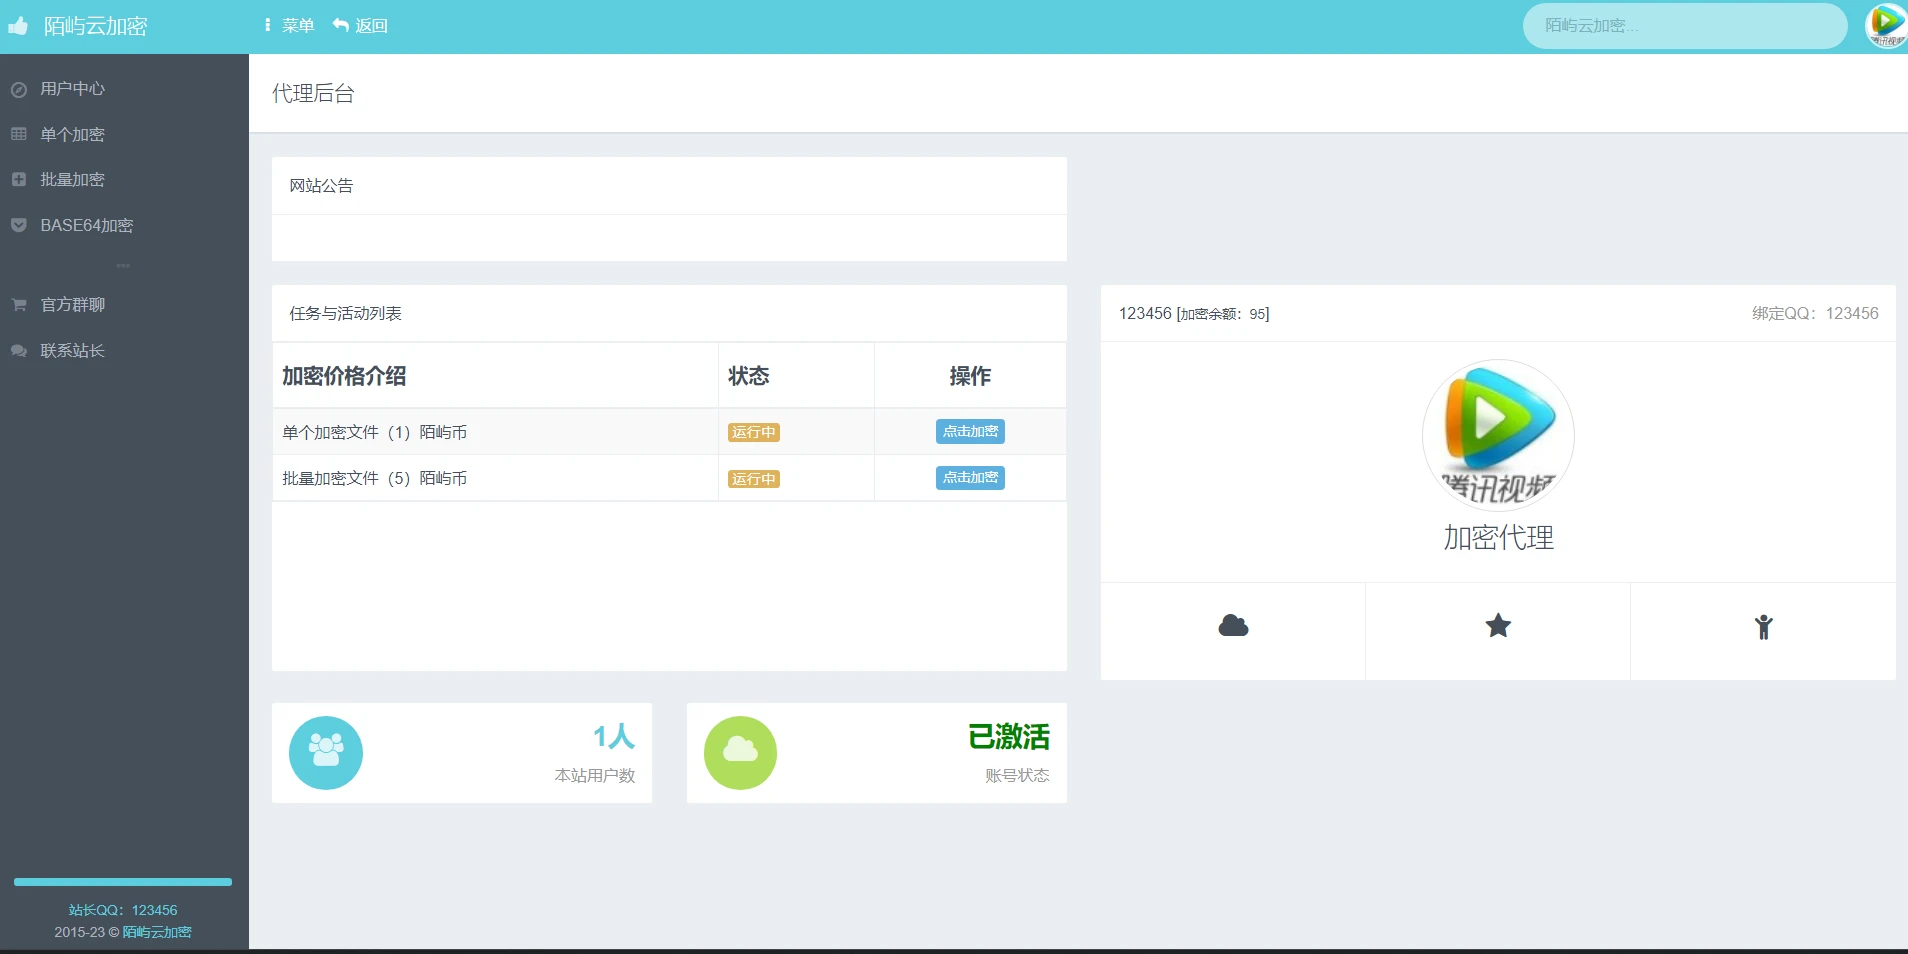 陌屿云加密
菜单
返回
陌屿云加密...
腾讯视频
用户中心
单个加密
批量加密
BASE64加密
官方群聊
联系站长
站长QQ：123456
2015-23 © 陌屿云加密
代理后台
网站公告
任务与活动列表
加密价格介绍 状态 操作
单个加密文件（1）陌屿币 运行中 点击加密
批量加密文件（5）陌屿币 运行中 点击加密
123456 [加密余额：95] 绑定QQ：123456
腾讯视频
加密代理
1人
本站用户数
已激活
账号状态